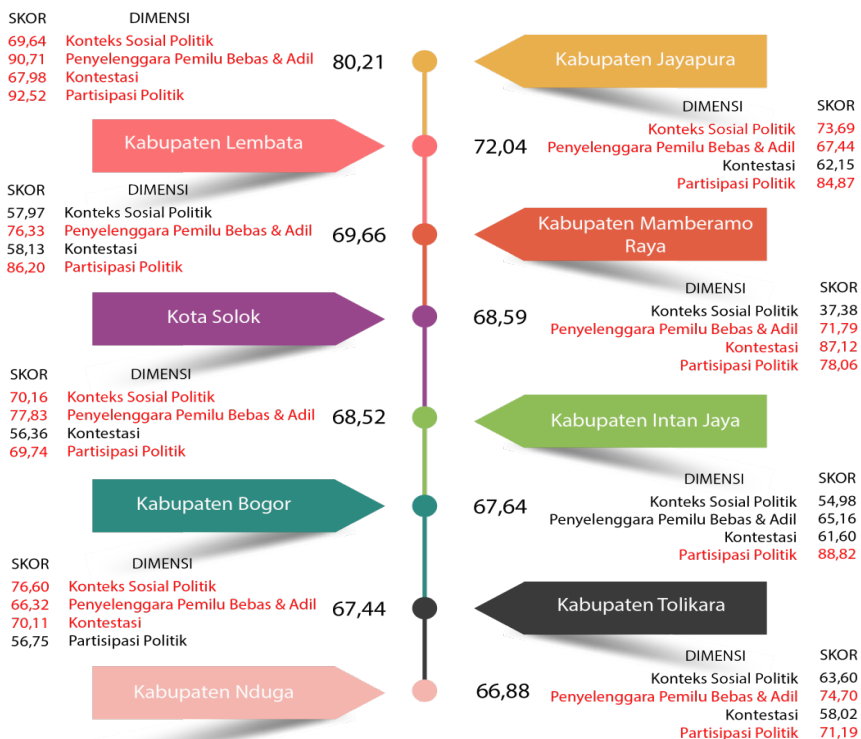 SKOR DIMENSI
69,64 Konteks Sosial Politik
90,71 Penyelenggara Pemilu Bebas & Adil
67,98 Kontestasi
92,52 Partisipasi Politik
80,21
Kabupaten Jayapura
DIMENSI SKOR
Konteks Sosial Politik 73,69
Penyelenggara Pemilu Bebas & Adil 67,44
Kontestasi 62,15
Partisipasi Politik 84,87
Kabupaten Lembata
72,04
SKOR DIMENSI
57,97 Konteks Sosial Politik
76,33 Penyelenggara Pemilu Bebas & Adil
58,13 Kontestasi
86,20 Partisipasi Politik
69,66
Kabupaten Mamberamo
Raya
DIMENSI SKOR
Konteks Sosial Politik 37,38
Penyelenggara Pemilu Bebas & Adil 71,79
Kontestasi 87,12
Partisipasi Politik 78,06
Kota Solok
68,59
SKOR DIMENSI
70,16 Konteks Sosial Politik
77,83 Penyelenggara Pemilu Bebas & Adil
56,36 Kontestasi
69,74 Partisipasi Politik
68,52
Kabupaten Intan Jaya
DIMENSI SKOR
Konteks Sosial Politik 54,98
Penyelenggara Pemilu Bebas & Adil 65,16
Kontestasi 61,60
Partisipasi Politik 88,82
Kabupaten Bogor
67,64
SKOR DIMENSI
76,60 Konteks Sosial Politik
66,32 Penyelenggara Pemilu Bebas & Adil
70,11 Kontestasi
56,75 Partisipasi Politik
67,44
Kabupaten Tolikara
DIMENSI SKOR
Konteks Sosial Politik 63,60
Penyelenggara Pemilu Bebas & Adil 74,70
Kontestasi 58,02
Partisipasi Politik 71,19
Kabupaten Nduga
66,88